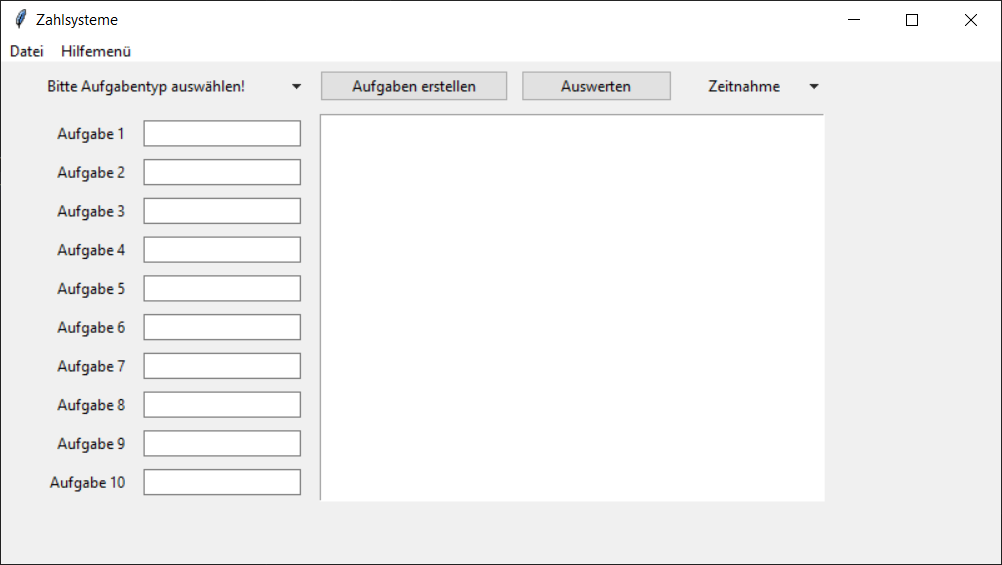 Zahlsysteme
Datei Hilfemenü
Bitte Aufgabentyp auswählen! Aufgaben erstellen Auswerten Zeitnahme
Aufgabe 1
Aufgabe 2
Aufgabe 3
Aufgabe 4
Aufgabe 5
Aufgabe 6
Aufgabe 7
Aufgabe 8
Aufgabe 9
Aufgabe 10